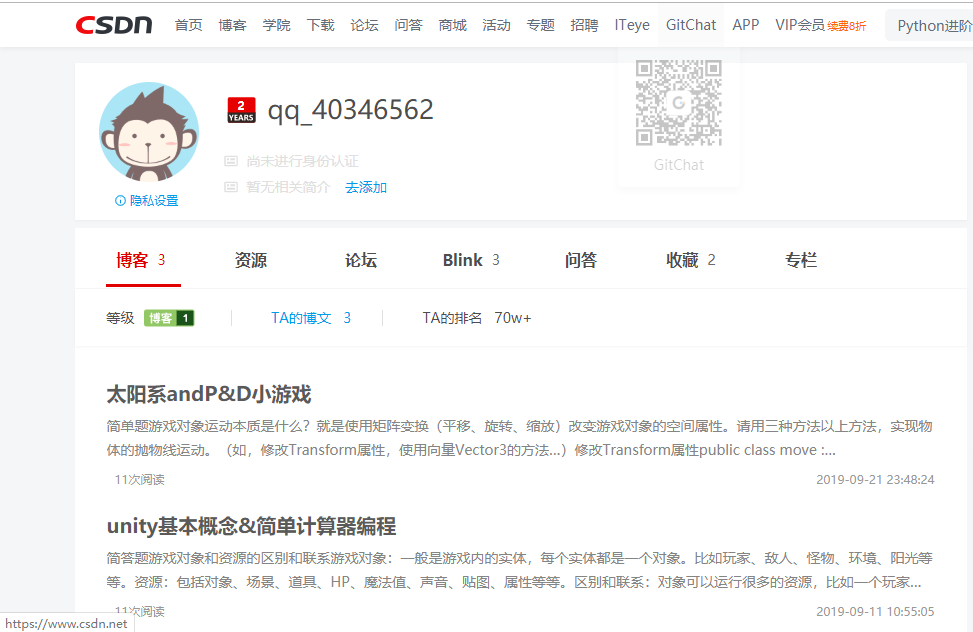 CSDN 首页 博客 学院 下载 论坛 问答 商城 活动 专题 招聘 ITeye GitChat APP VIP会员 续费8折 Python进阶
2 YEARS qq_40346562
尚未进行身份认证
暂无相关简介 去添加
隐私设置
G
GitChat
博客 3 资源 论坛 Blink 3 问答 收藏 2 专栏
等级 博客 1 TA的博文 3 TA的排名 70w+
太阳系andP&D小游戏
简单题游戏对象运动本质是什么？就是使用矩阵变换（平移、旋转、缩放）改变游戏对象的空间属性。请用三种方法以上方法，实现物
体的抛物线运动。（如，修改Transform属性，使用向量Vector3的方法…）修改Transform属性public class move :...
11次阅读 2019-09-21 23:48:24
unity基本概念&简单计算器编程
简答题游戏对象和资源的区别和联系游戏对象：一般是游戏内的实体，每个实体都是一个对象。比如玩家、敌人、怪物、环境、阳光等
等。资源：包括对象、场景、道具、HP、魔法值、声音、贴图、属性等等。区别和联系：对象可以运行很多的资源，比如一个玩家...
11次阅读 2019-09-11 10:55:05
https://www.csdn.net